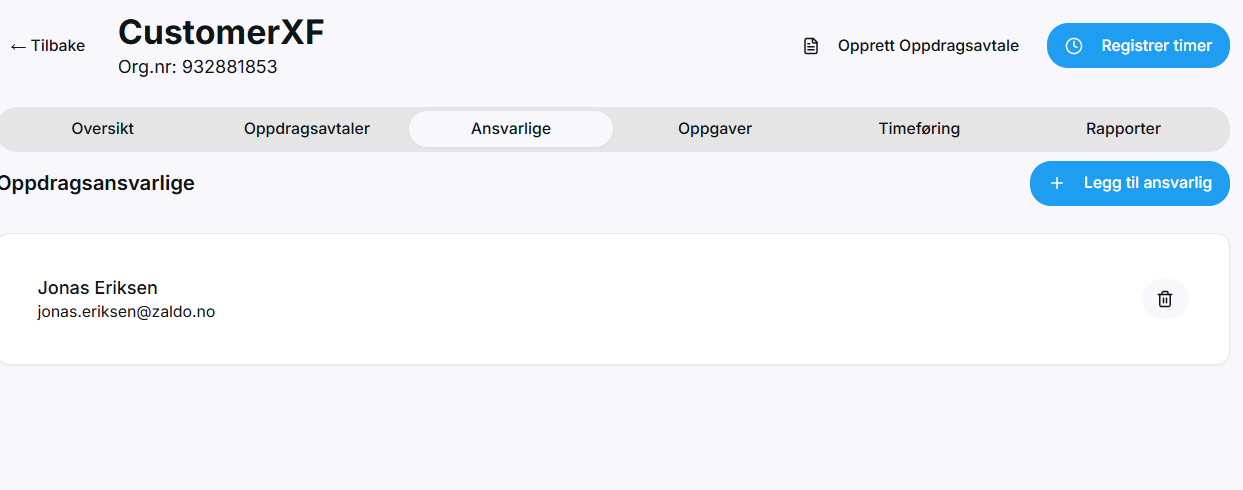 ← Tilbake
CustomerXF
Org.nr: 932881853
Opprett Oppdragsavtale
Registrer timer
Oversikt
Oppdragsavtaler
Ansvarlige
Oppgaver
Timeføring
Rapporter
Oppdragsansvarlige
+ Legg til ansvarlig
Jonas Eriksen
jonas.eriksen@zaldo.no